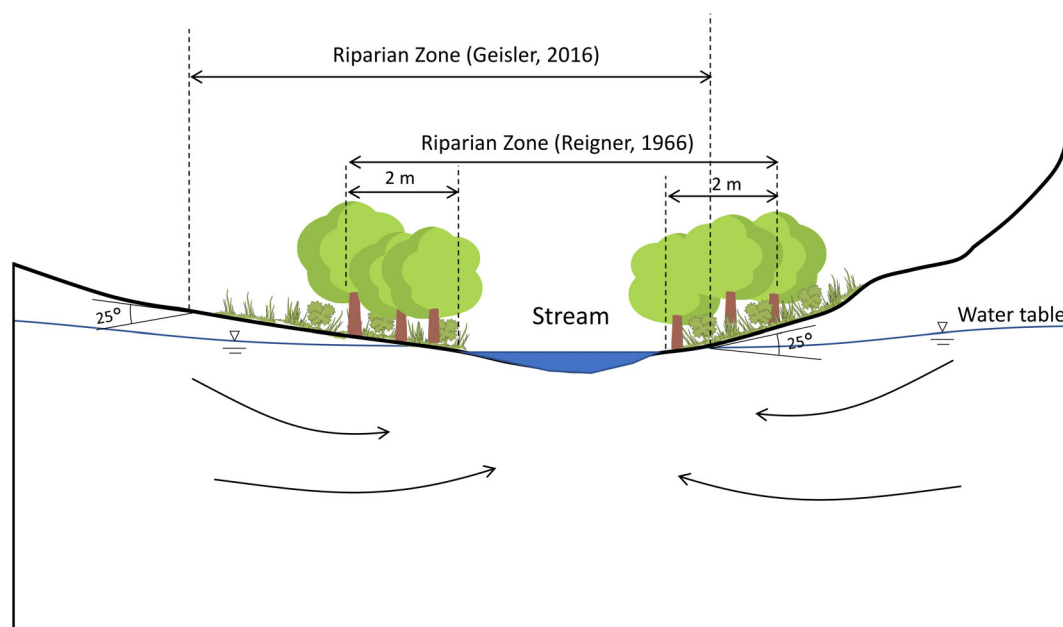 Riparian Zone (Geisler, 2016)
Riparian Zone (Reigner, 1966)
2 m
2 m
Stream
Water table
25°
25°